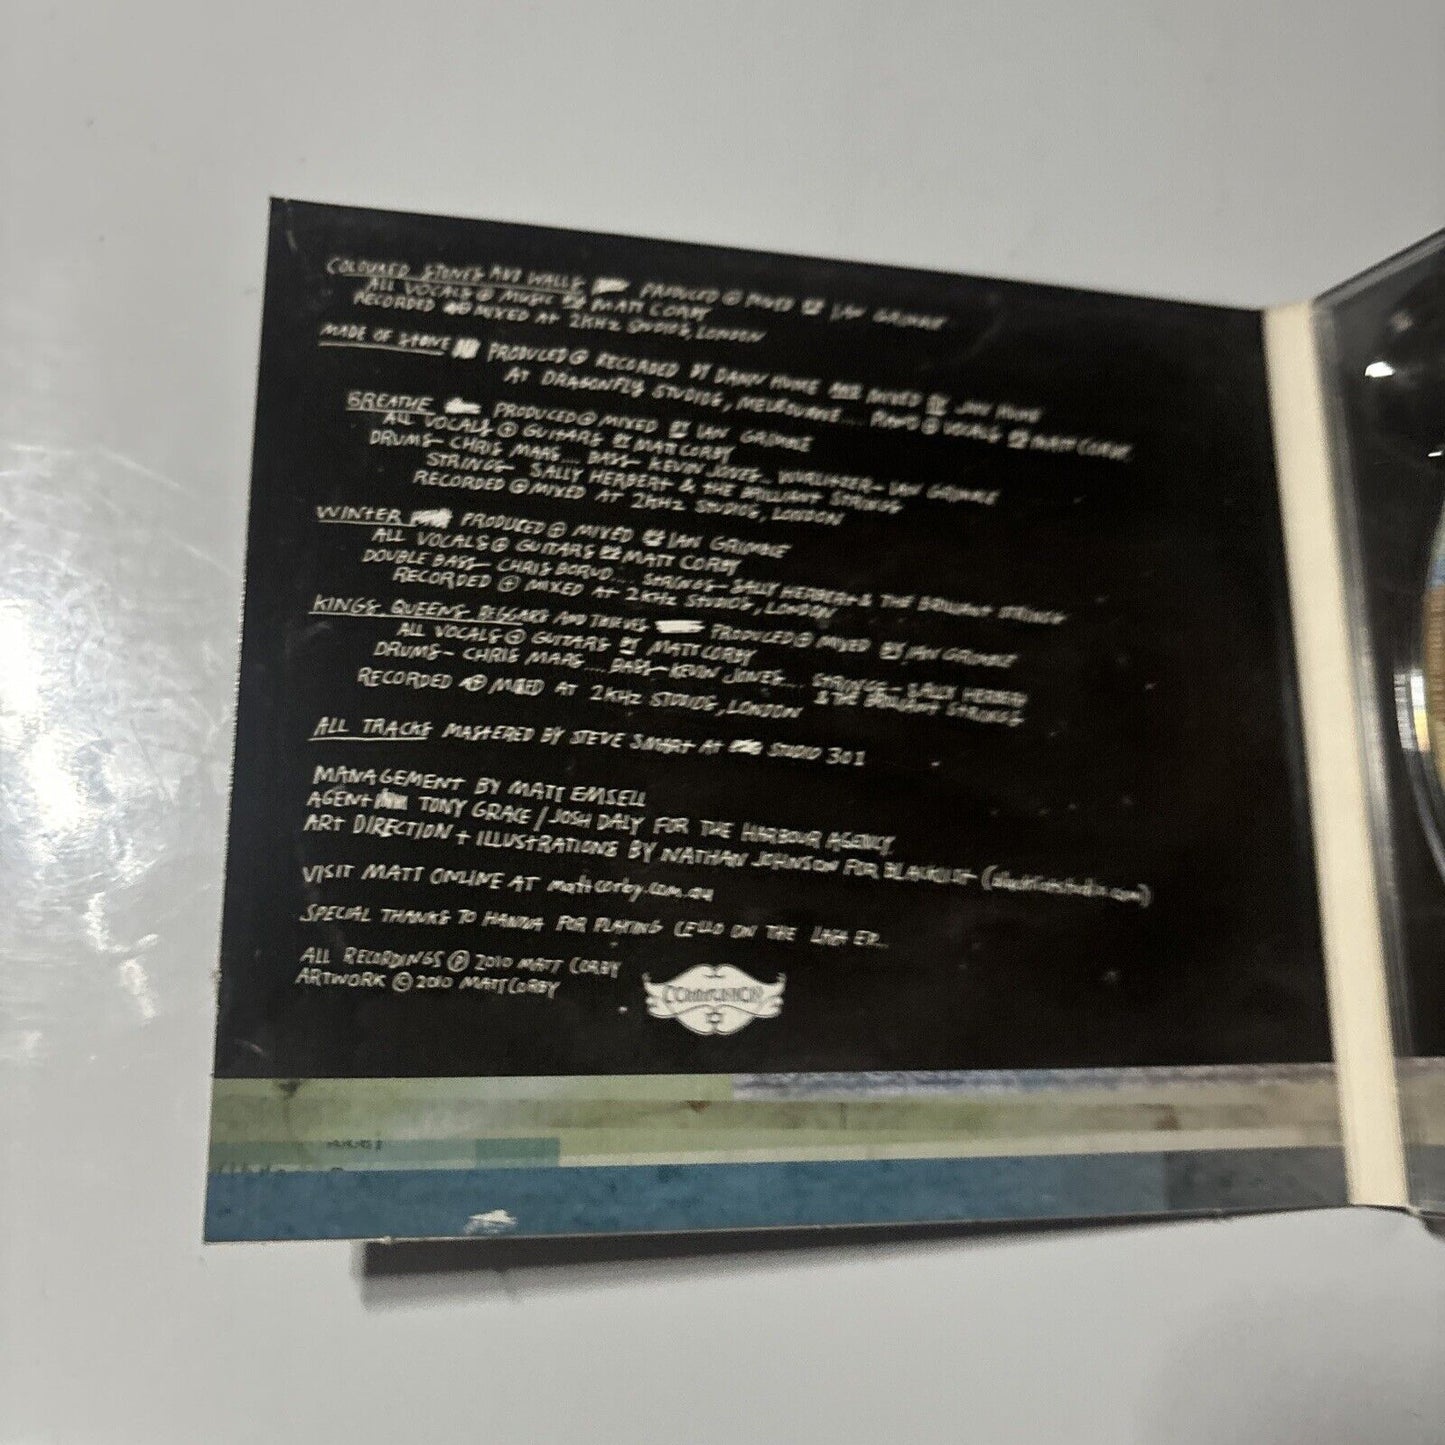 COLOURED STONES AND WALLS PRODUCED + MIXED BY IAN GRIMBLE
ALL VOCALS + MUSIC BY MATT CORBY
RECORDED + MIXED AT 2KHZ STUDIOS, LONDON
MADE OF STONE PRODUCED + RECORDED BY AND MIXED BY
AT DRAGONFLY STUDIOS, MELBOURNE.... + VOCALS BY MATT CORBY
BREATHE PRODUCED + MIXED BY IAN GRIMBLE
ALL VOCALS + GUITARS BY MATT CORBY
DRUMS- CHRIS MAAS.... BASS- KEVIN JONES.. WURLITZER- IAN GRIMBLE
STRINGS- SALLY HERBERT & THE BRILLIANT STRINGS
RECORDED + MIXED AT 2KHZ STUDIOS, LONDON
WINTER PRODUCED + MIXED BY IAN GRIMBLE
ALL VOCALS + GUITARS BY MATT CORBY
DOUBLE BASS- CHRIS.... STRINGS- SALLY HERBERT & THE BRILLIANT STRINGS
RECORDED + MIXED AT 2KHZ STUDIOS, LONDON
KINGS, QUEENS, BEGGARS AND THIEVES PRODUCED + MIXED BY IAN GRIMBLE
ALL VOCALS + GUITARS BY MATT CORBY
DRUMS- CHRIS MAAS.... BASS- KEVIN JONES... STRINGS- SALLY HERBERT
& THE BRILLIANT STRINGS
RECORDED + MIXED AT 2KHZ STUDIOS, LONDON
ALL TRACKS MASTERED BY STEVE SMART AT STUDIO 301
MANAGEMENT BY MATT EMSELL
AGENT TONY GRACE / JOSH DALY FOR THE HARBOUR AGENCY
ART DIRECTION + ILLUSTRATIONS BY NATHAN JOHNSON FOR BLACKLIST
VISIT MATT ONLINE AT mattcorby.com.au
SPECIAL THANKS TO HANNA FOR PLAYING CELLO ON THE LAST EP..
ALL RECORDINGS ℗ 2010 MATT CORBY
ARTWORK © 2010 MATT CORBY
COMMUNION